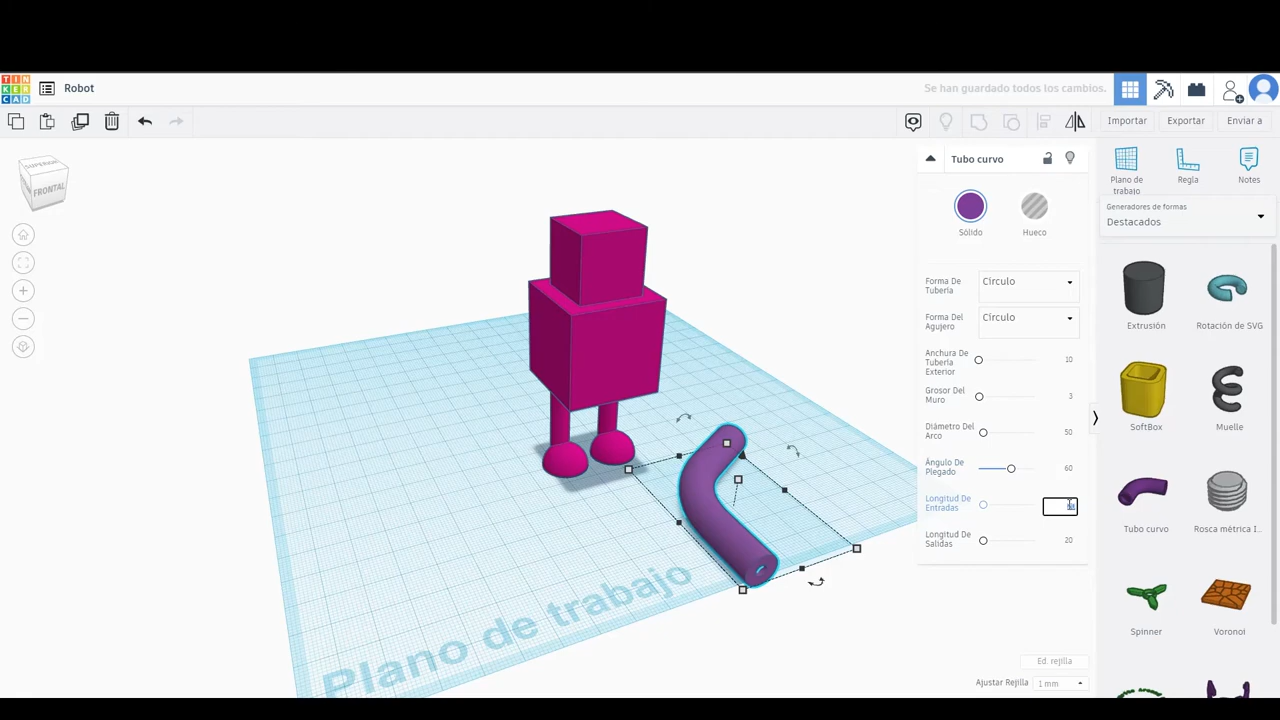 TIN
KER
CAD
Robot
Se han guardado todos los cambios.
Importar
Exportar
Enviar a
SUPERIOR
FRONTAL
Tubo curvo
Sólido
Hueco
Forma De
Tubería
Círculo
Forma Del
Agujero
Círculo
Anchura De
Tubería
Exterior
10
Grosor Del
Muro
3
Diámetro Del
Arco
50
Ángulo De
Plegado
60
Longitud De
Entradas
Longitud De
Salidas
20
Plano de
trabajo
Regla
Notes
Generadores de formas
Destacados
Extrusión
Rotación de SVG
SoftBox
Muelle
Tubo curvo
Rosca métrica I...
Spinner
Voronoi
Plano de trabajo
Ed. rejilla
Ajustar Rejilla
1 mm